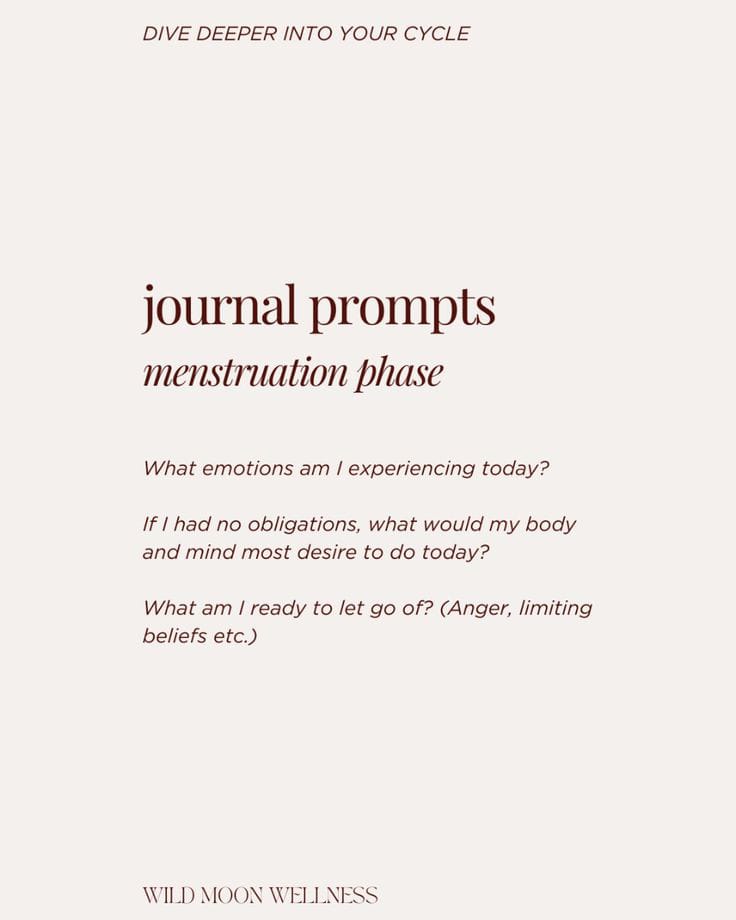 DIVE DEEPER INTO YOUR CYCLE
journal prompts
menstruation phase
What emotions am I experiencing today?
If I had no obligations, what would my body
and mind most desire to do today?
What am I ready to let go of? (Anger, limiting
beliefs etc.)
WILD MOON WELLNESS